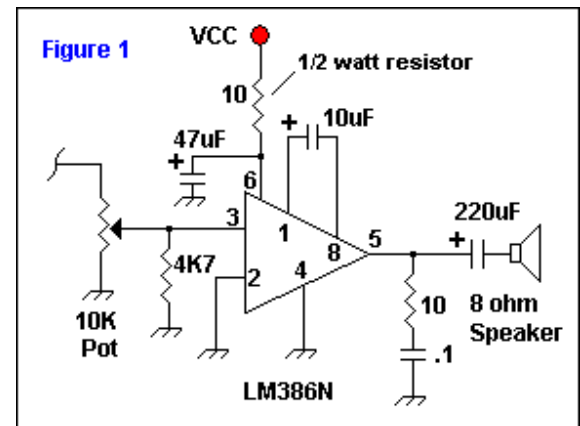 Figure 1
VCC
1/2 watt resistor
10
+
10uF
47uF
+
6
3
1
8
5
220uF
+
4K7
2
4
10K
Pot
10
.1
8 ohm
Speaker
LM386N